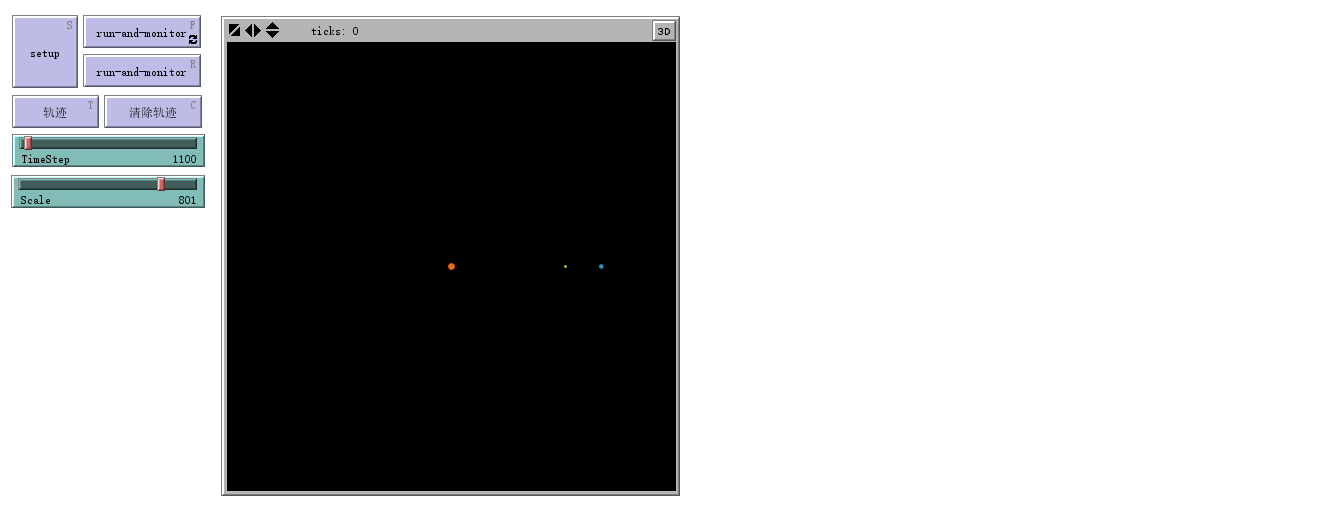 S
setup
F
run-and-monitor
R
run-and-monitor
T
轨迹
C
清除轨迹
TimeStep 1100
Scale 801
ticks: 0
3D